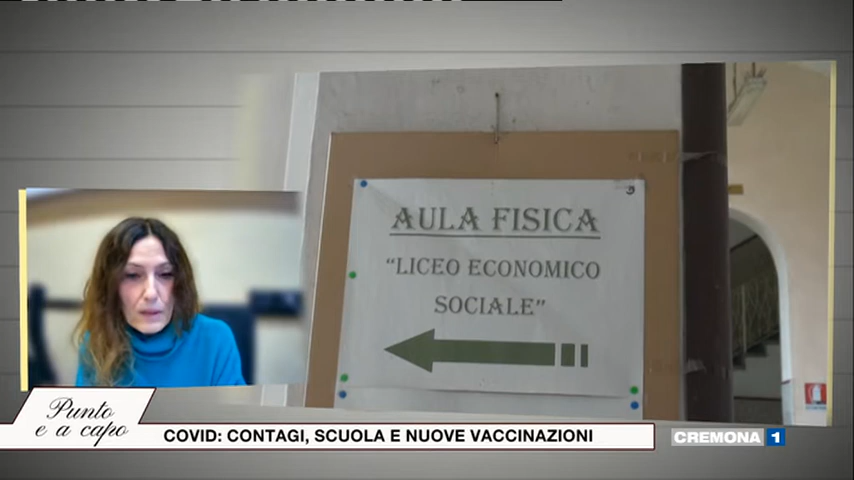 AULA FISICA
"LICEO ECONOMICO
SOCIALE"
Punto
e a capo
COVID: CONTAGI, SCUOLA E NUOVE VACCINAZIONI
CREMONA 1